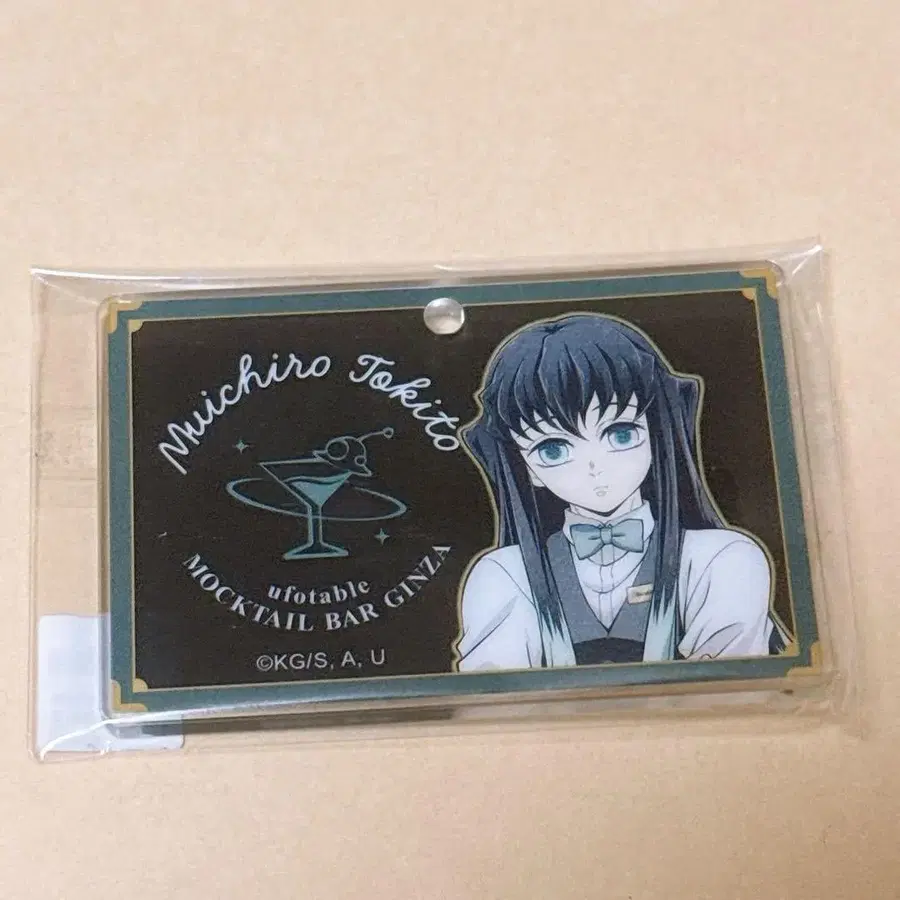 Muichiro Tokito
ufotable
MOCKTAIL BAR GINZA
©KG/S, A, U